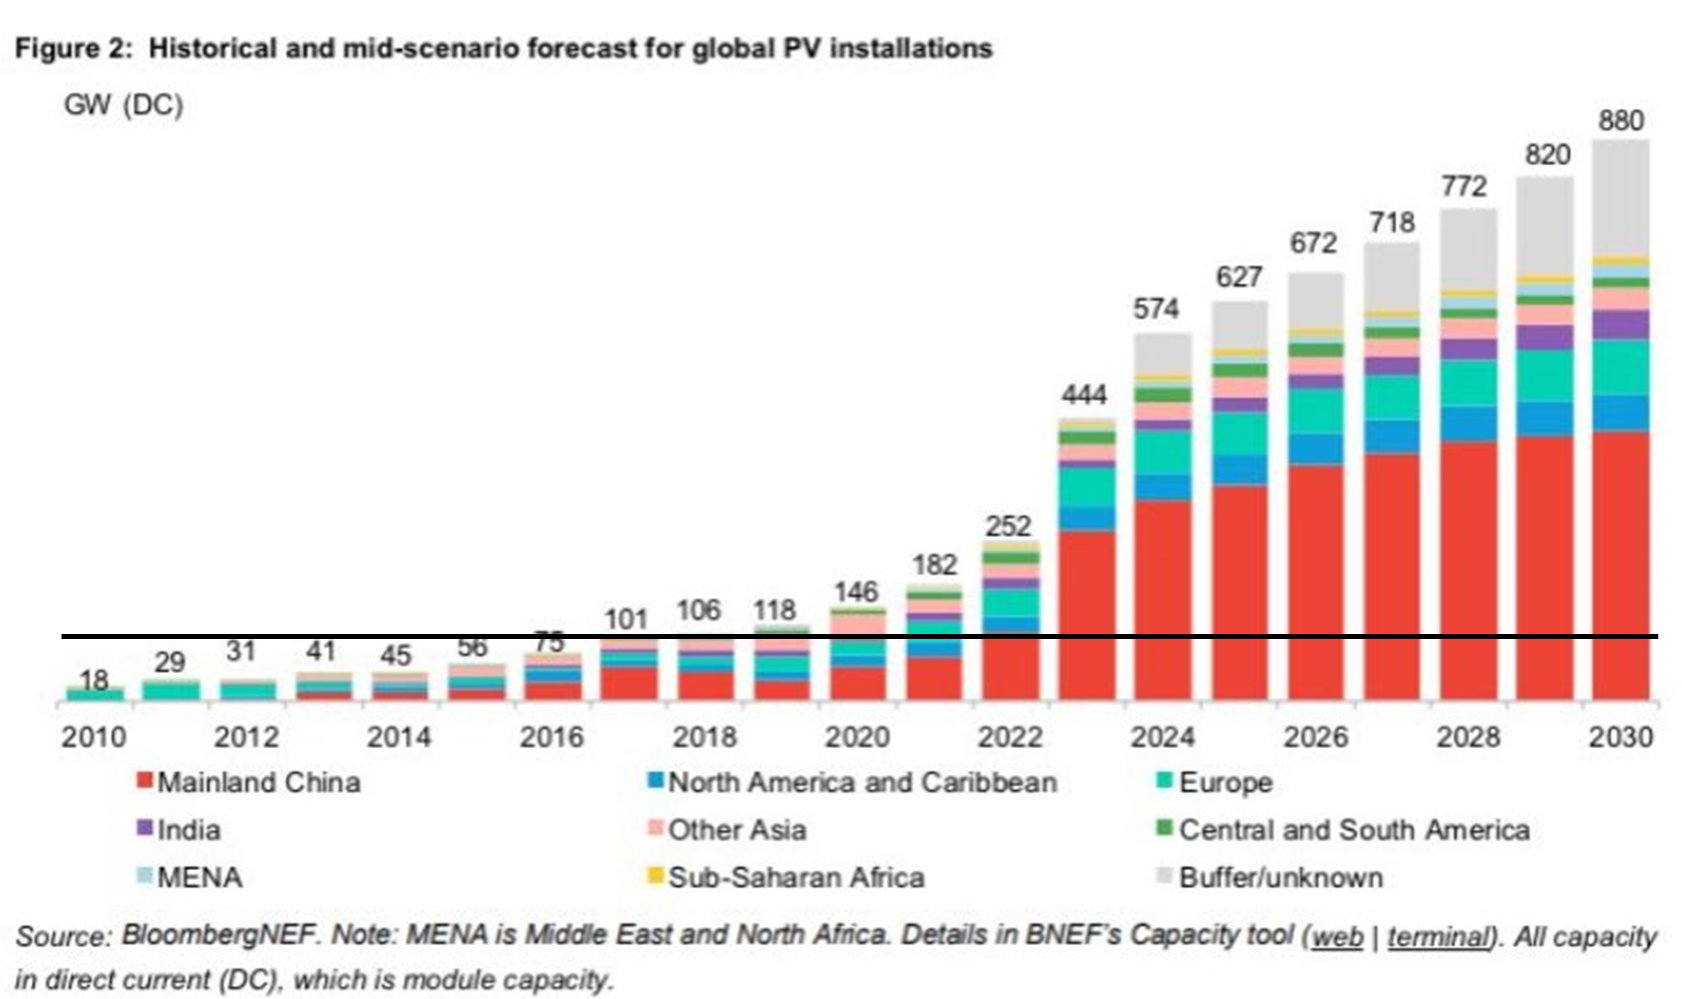 Figure 2: Historical and mid-scenario forecast for global PV installations
GW (DC)
880
820
772
718
672
627
574
444
252
182
146
118
106
101
75
56
45
41
31
29
18
2010 2012 2014 2016 2018 2020 2022 2024 2026 2028 2030
Mainland China North America and Caribbean Europe
India Other Asia Central and South America
MENA Sub-Saharan Africa Buffer/unknown
Source: BloombergNEF. Note: MENA is Middle East and North Africa. Details in BNEF's Capacity tool (web | terminal). All capacity
in direct current (DC), which is module capacity.